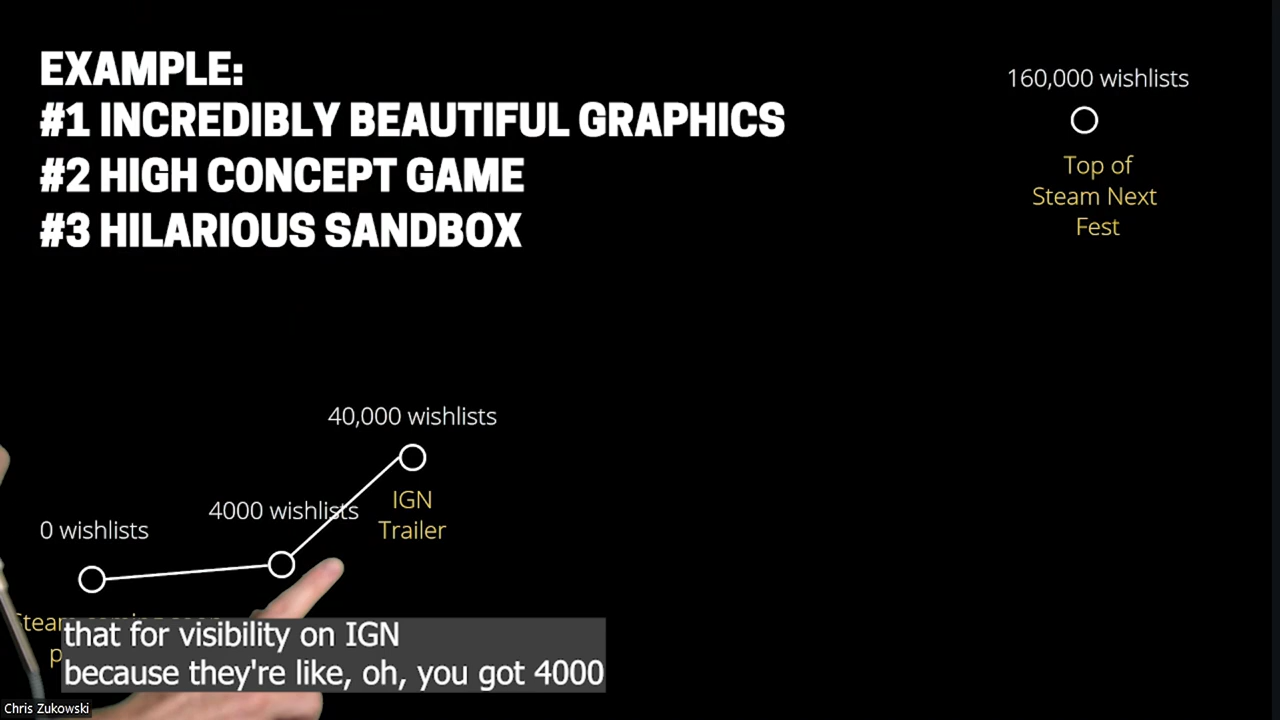 EXAMPLE:
#1 INCREDIBLY BEAUTIFUL GRAPHICS
#2 HIGH CONCEPT GAME
#3 HILARIOUS SANDBOX
160,000 wishlists
Top of
Steam Next
Fest
40,000 wishlists
IGN
Trailer
4000 wishlists
0 wishlists
that for visibility on IGN
because they're like, oh, you got 4000
Chris Zukowski